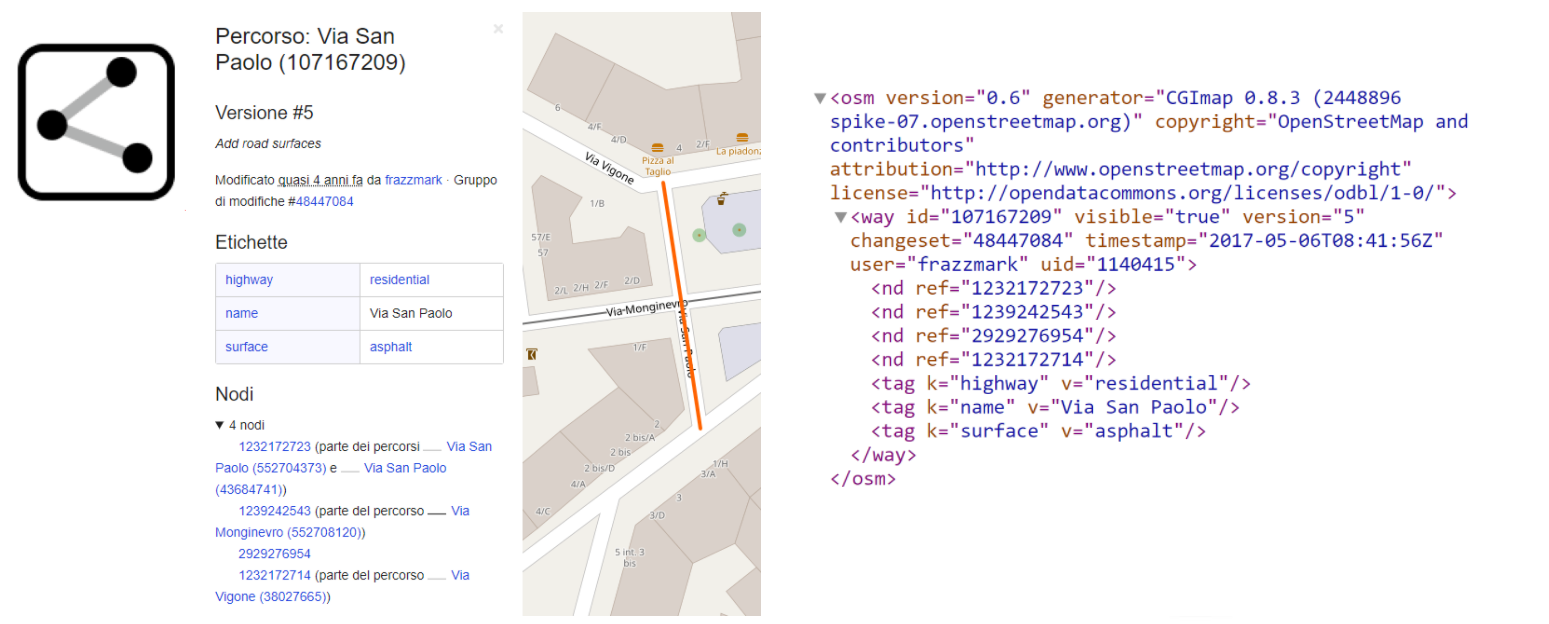 Percorso: Via San
Paolo (107167209)
×
Versione #5
Add road surfaces
Modificato quasi 4 anni fa da frazzmark · Gruppo
di modifiche #48447084
Etichette
highway residential
name Via San Paolo
surface asphalt
Nodi
▼ 4 nodi
1232172723 (parte dei percorsi Via San
Paolo (552704373) e Via San Paolo
(43684741))
1239242543 (parte del percorso Via
Monginevro (552708120))
2929276954
1232172714 (parte del percorso Via
Vigone (38027665))
6
4/F
4/D
4
2/F
La piadonz
Pizza al
Taglio
Via Vigone
1/B
57/E
57
2/L
2/H
2/F
2/D
Via Monginevro
Via San Paolo
1/F
2
2 bis/A
2 bis
2 bis/D
4/A
4/C
1/H
3/A
3
3/D
5 int. 3
bis
▼<osm version="0.6" generator="CGImap 0.8.3 (2448896
spike-07.openstreetmap.org)" copyright="OpenStreetMap and
contributors"
attribution="http://www.openstreetmap.org/copyright"
license="http://opendatacommons.org/licenses/odbl/1-0/">
▼<way id="107167209" visible="true" version="5"
changeset="48447084" timestamp="2017-05-06T08:41:56Z"
user="frazzmark" uid="1140415">
<nd ref="1232172723"/>
<nd ref="1239242543"/>
<nd ref="2929276954"/>
<nd ref="1232172714"/>
<tag k="highway" v="residential"/>
<tag k="name" v="Via San Paolo"/>
<tag k="surface" v="asphalt"/>
</way>
</osm>